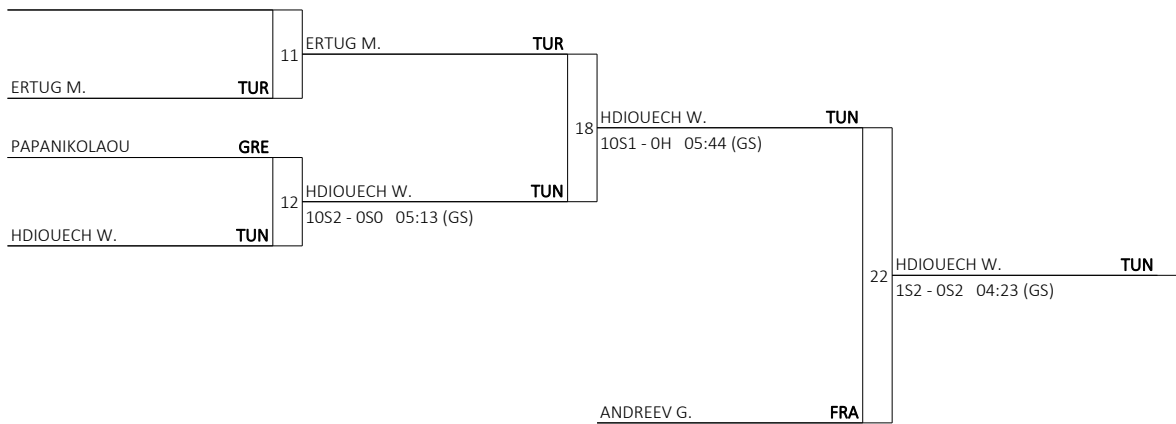 ERTUG M. TUR
11
ERTUG M. TUR
PAPANIKOLAOU GRE
12
HDIOUECH W. TUN
10S2 - 0S0 05:13 (GS)
HDIOUECH W. TUN
18
HDIOUECH W. TUN
10S1 - 0H 05:44 (GS)
22
HDIOUECH W. TUN
1S2 - 0S2 04:23 (GS)
ANDREEV G. FRA